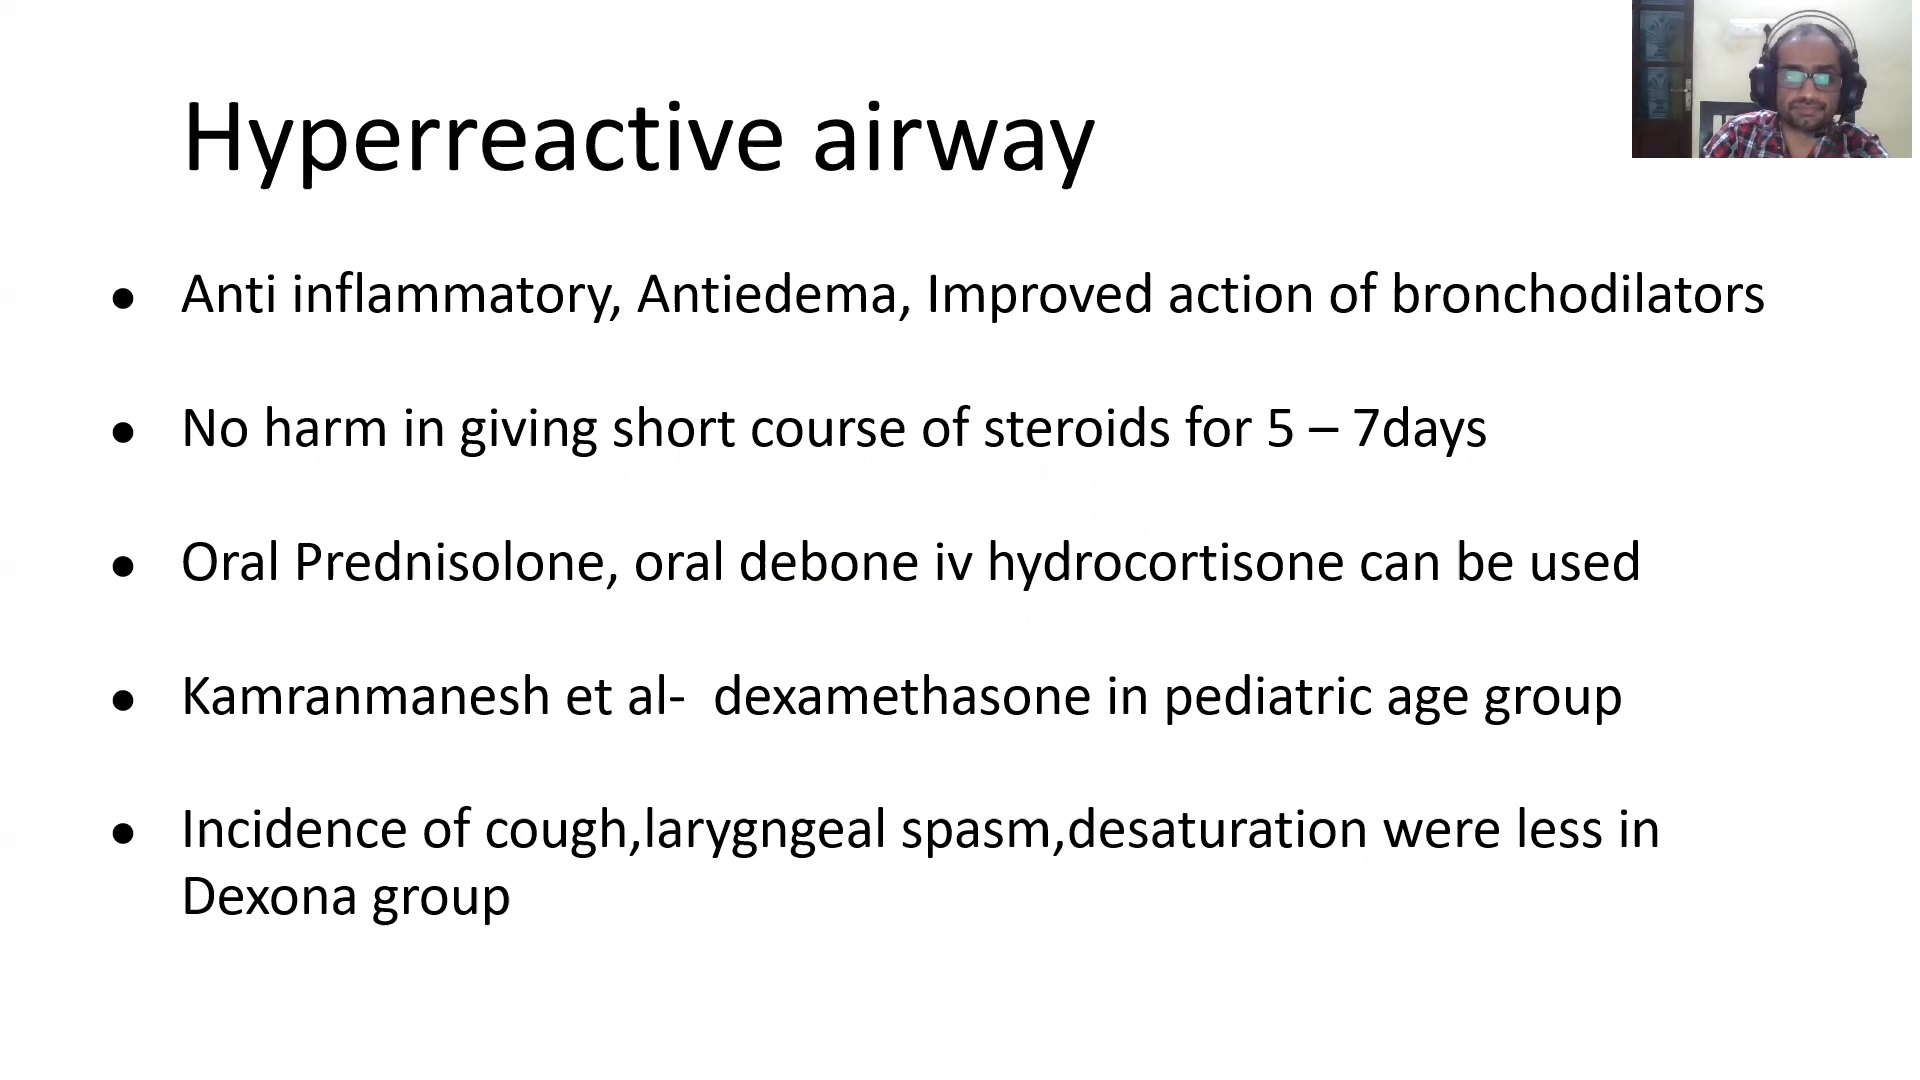 Hyperreactive airway
● Anti inflammatory, Antiedema, Improved action of bronchodilators
● No harm in giving short course of steroids for 5 – 7days
● Oral Prednisolone, oral debone iv hydrocortisone can be used
● Kamranmanesh et al-  dexamethasone in pediatric age group
● Incidence of cough,larygngeal spasm,desaturation were less in
Dexona group